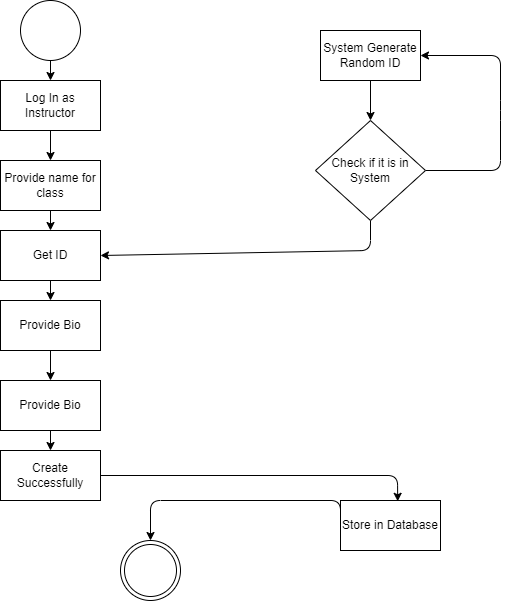 System Generate
Random ID
Log In as
Instructor
Check if it is in
System
Provide name for
class
Get ID
Provide Bio
Provide Bio
Create
Successfully
Store in Database